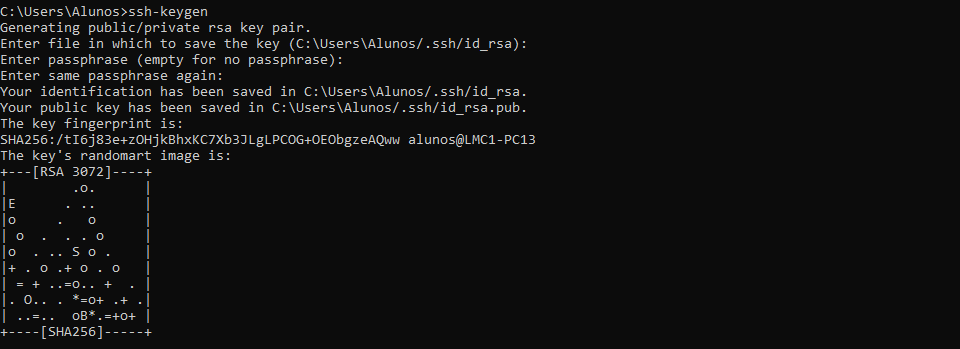 C:\Users\Alunos>ssh-keygen
Generating public/private rsa key pair.
Enter file in which to save the key (C:\Users\Alunos/.ssh/id_rsa):
Enter passphrase (empty for no passphrase):
Enter same passphrase again:
Your identification has been saved in C:\Users\Alunos/.ssh/id_rsa.
Your public key has been saved in C:\Users\Alunos/.ssh/id_rsa.pub.
The key fingerprint is:
SHA256:/tI6j83e+zOHjkBhxKC7Xb3JLgLPCOG+OEObgzeAQww alunos@LMC1-PC13
The key's randomart image is:
+---[RSA 3072]----+
|        .o.      |
|E      . ..      |
|o     .   o      |
| o  .  . . o     |
|o  . .. S o .    |
|+ . o .+ o . o   |
| = + ..=o.. +  . |
|. O.. . *=o+ .+ .|
| ..=..  oB*.=+o+ |
+----[SHA256]-----+